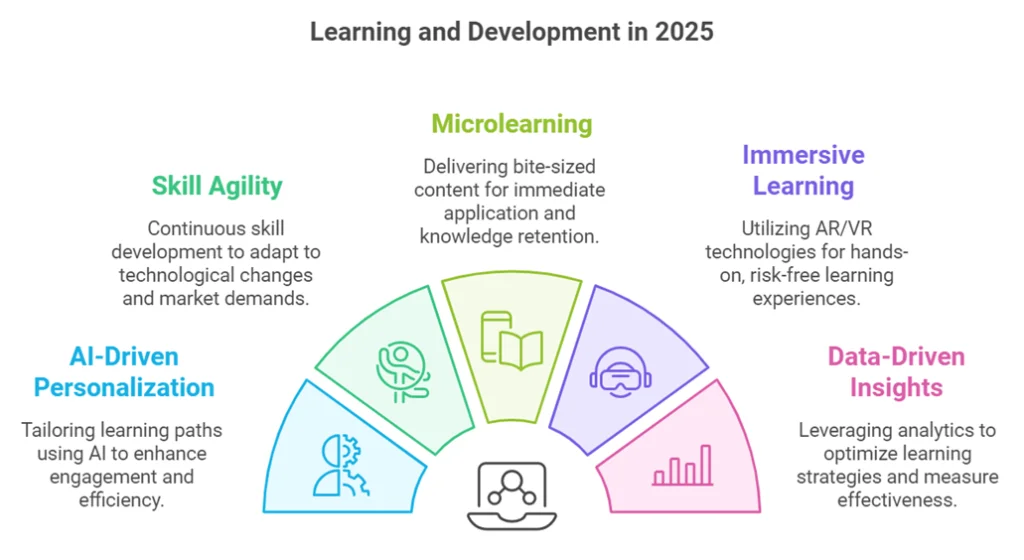 Learning and Development in 2025
Microlearning
Delivering bite-sized
content for immediate
application and
knowledge retention.
Immersive
Learning
Utilizing AR/VR
technologies for hands-
on, risk-free learning
experiences.
Skill Agility
Continuous skill
development to adapt to
technological changes
and market demands.
AI-Driven
Personalization
Tailoring learning paths
using AI to enhance
engagement and
efficiency.
Data-Driven
Insights
Leveraging analytics to
optimize learning
strategies and measure
effectiveness.